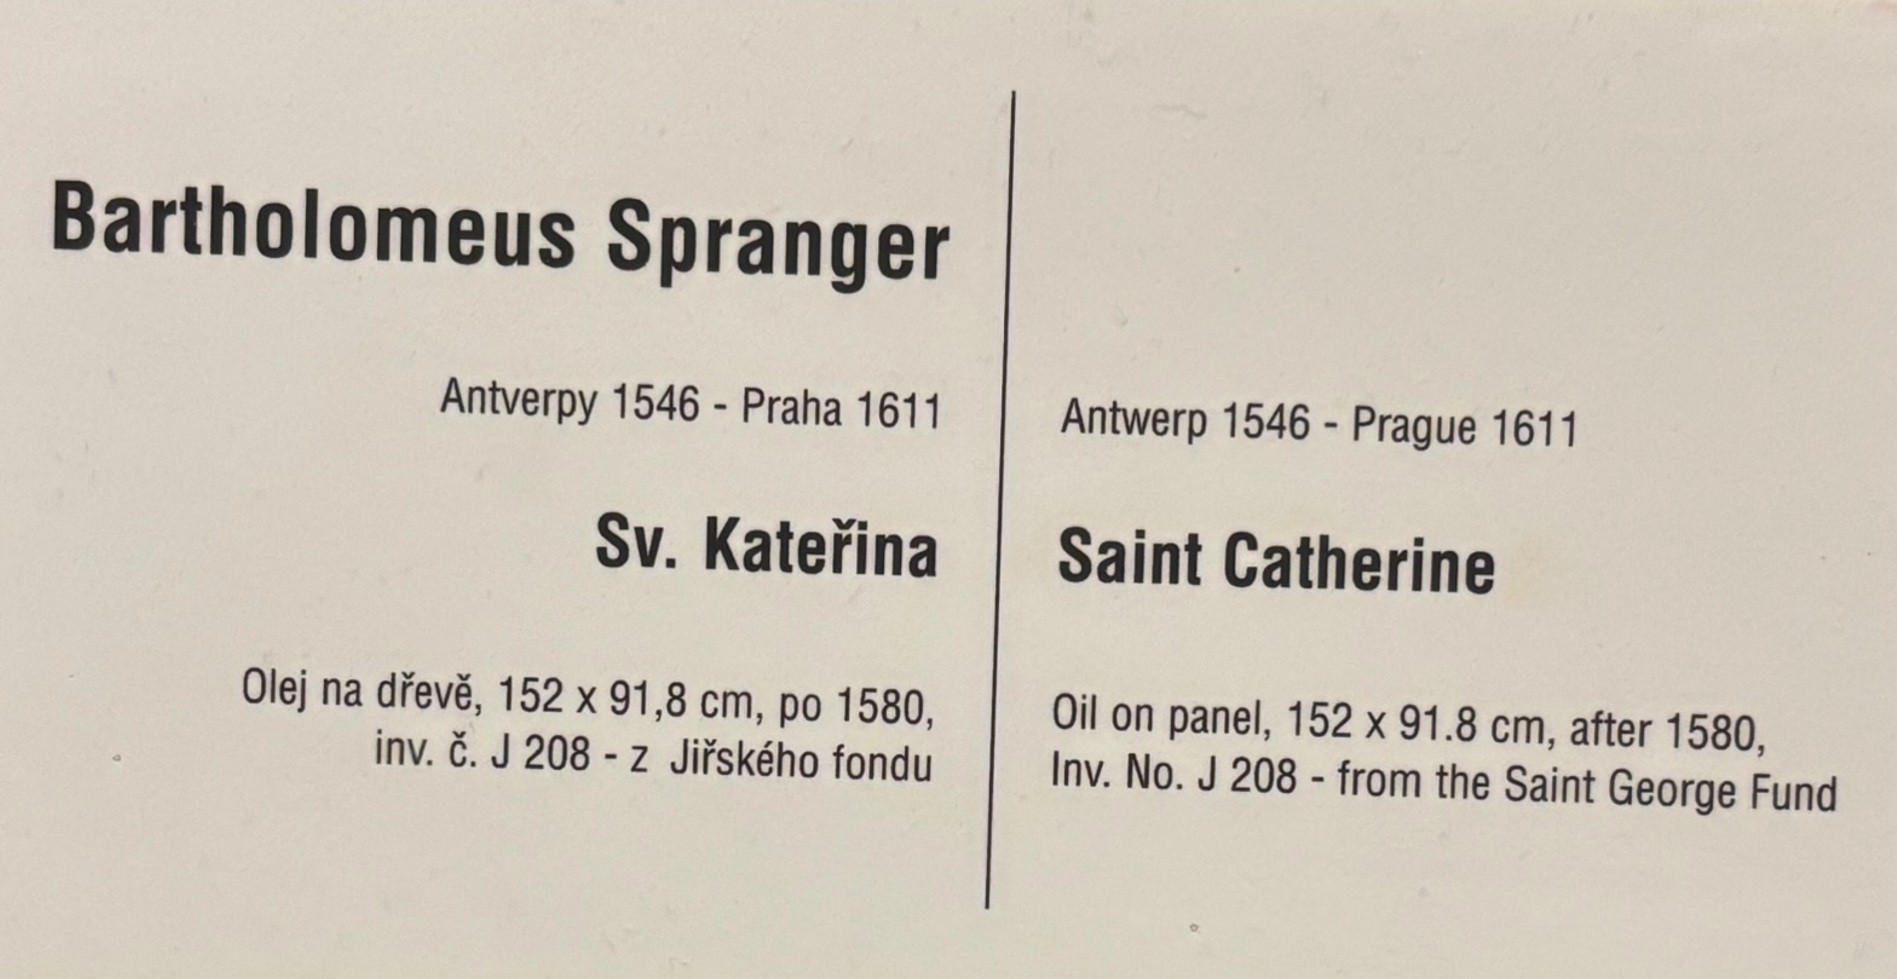 Bartholomeus Spranger
Antverpy 1546 - Praha 1611
Sv. Kateřina
Olej na dřevě, 152 x 91,8 cm, po 1580,
inv. č. J 208 - z Jiřského fondu
Antwerp 1546 - Prague 1611
Saint Catherine
Oil on panel, 152 x 91.8 cm, after 1580,
Inv. No. J 208 - from the Saint George Fund